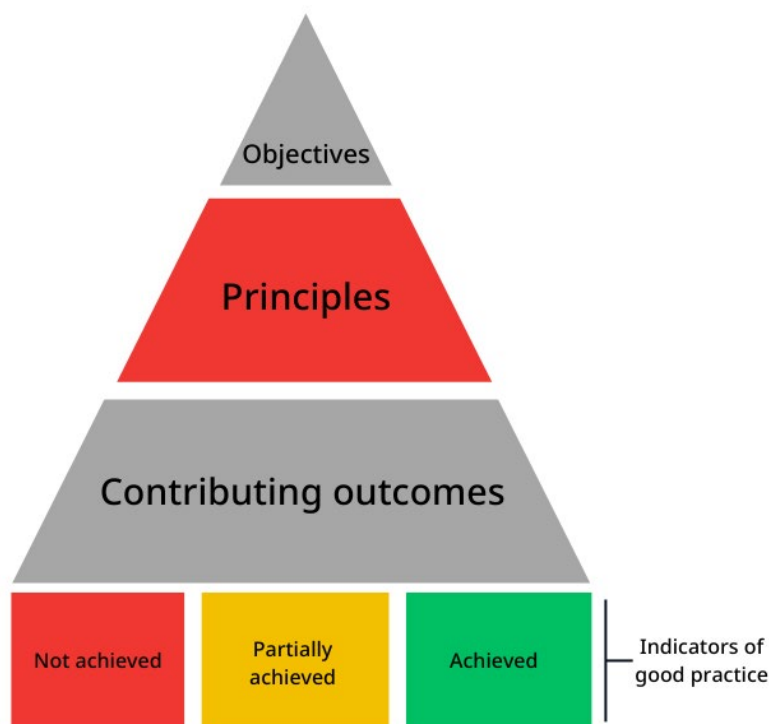 Objectives
Principles
Contributing outcomes
Not achieved
Partially
achieved
Achieved
Indicators of
good practice